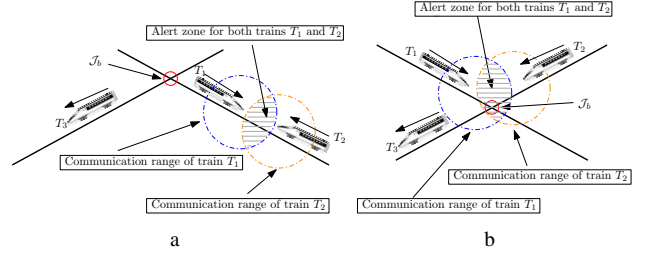 Alert zone for both trains T₁ and T₂
𝒥_b
T₁
T₃
T₂
Communication range of train T₁
Communication range of train T₂
a
Alert zone for both trains T₁ and T₂
T₁
T₂
𝒥_b
T₃
Communication range of train T₂
Communication range of train T₁
b